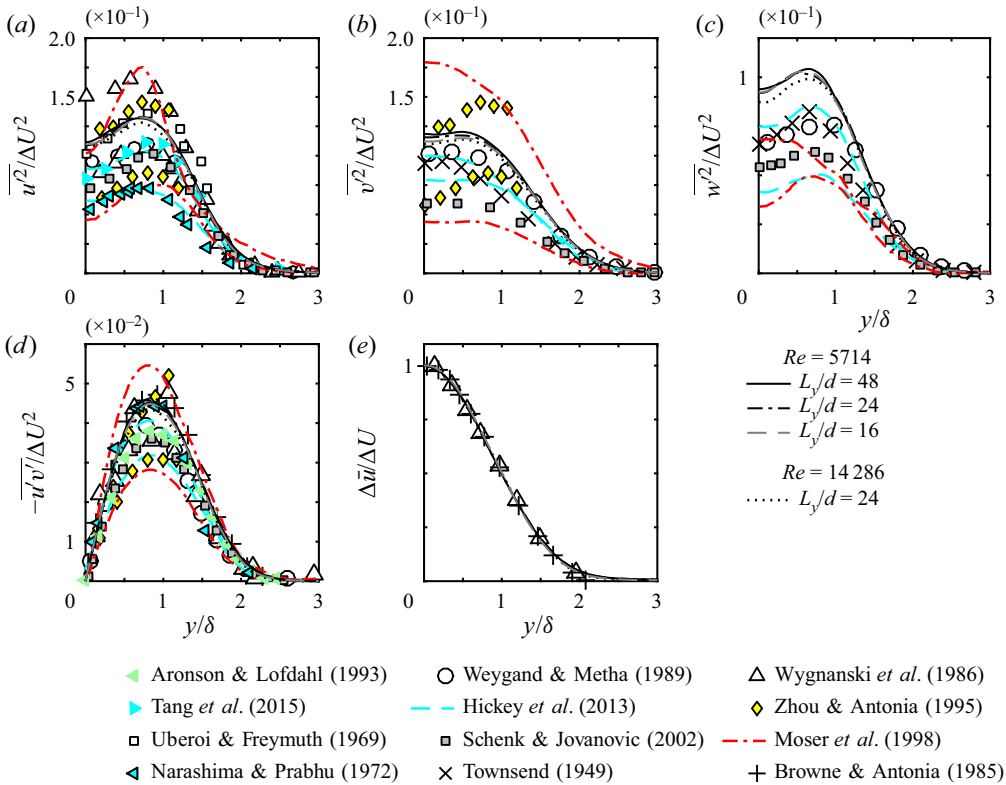 (a)
(×10⁻¹)
2.0
1.5
u′²/ΔU²
0
1
2
3
(b)
(×10⁻¹)
2.0
1.5
v′²/ΔU²
0
1
2
3
(c)
(×10⁻¹)
1
w′²/ΔU²
0
1
2
3
y/δ
(d)
(×10⁻²)
5
1
−u′v′/ΔU²
0
1
2
3
y/δ
(e)
1
Δū/ΔU
0
1
2
3
y/δ
Re = 5714
L_y/d = 48
L_y/d = 24
L_y/d = 16
Re = 14 286
L_y/d = 24
Aronson & Lofdahl (1993)
Weygand & Metha (1989)
Wygnanski et al. (1986)
Tang et al. (2015)
Hickey et al. (2013)
Zhou & Antonia (1995)
Uberoi & Freymuth (1969)
Schenk & Jovanovic (2002)
Moser et al. (1998)
Narashima & Prabhu (1972)
Townsend (1949)
Browne & Antonia (1985)